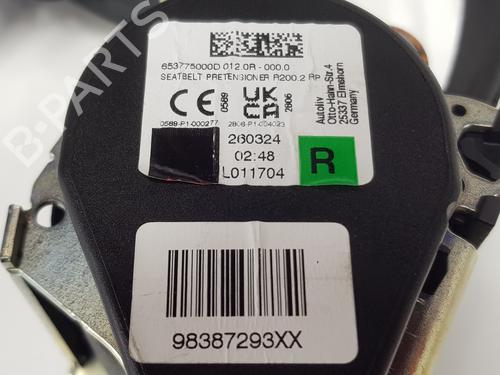 653775000D 012.0R - 000.0
SEATBELT PRETENSIONER R200.2 RP
CE 0589 UK CA 2806
0589-P1-000277
2806-P1-004023
Autoliv
Otto-Hahn-Str.4
25337 Elmshorn
Germany
260324
02:48
L011704
R
98387293XX
B-PARTS